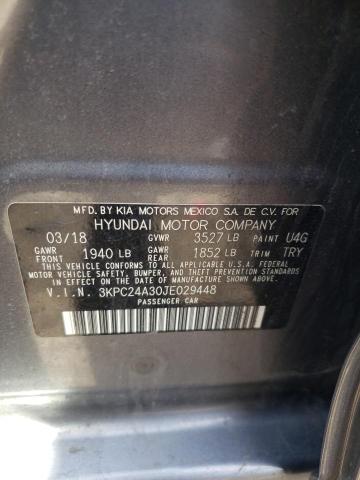 MFD. BY KIA MOTORS MEXICO S.A. DE C.V. FOR
HYUNDAI MOTOR COMPANY
03/18 GVWR 3527 LB PAINT U4G
GAWR FRONT 1940 LB GAWR REAR 1852 LB TRIM TRY
THIS VEHICLE CONFORMS TO ALL APPLICABLE U.S.A. FEDERAL
MOTOR VEHICLE SAFETY, BUMPER, AND THEFT PREVENTION
STANDARDS IN EFFECT ON THE DATE OF MANUFACTURE SHOWN ABOVE.
V.I.N. 3KPC24A30JE029448
PASSENGER CAR